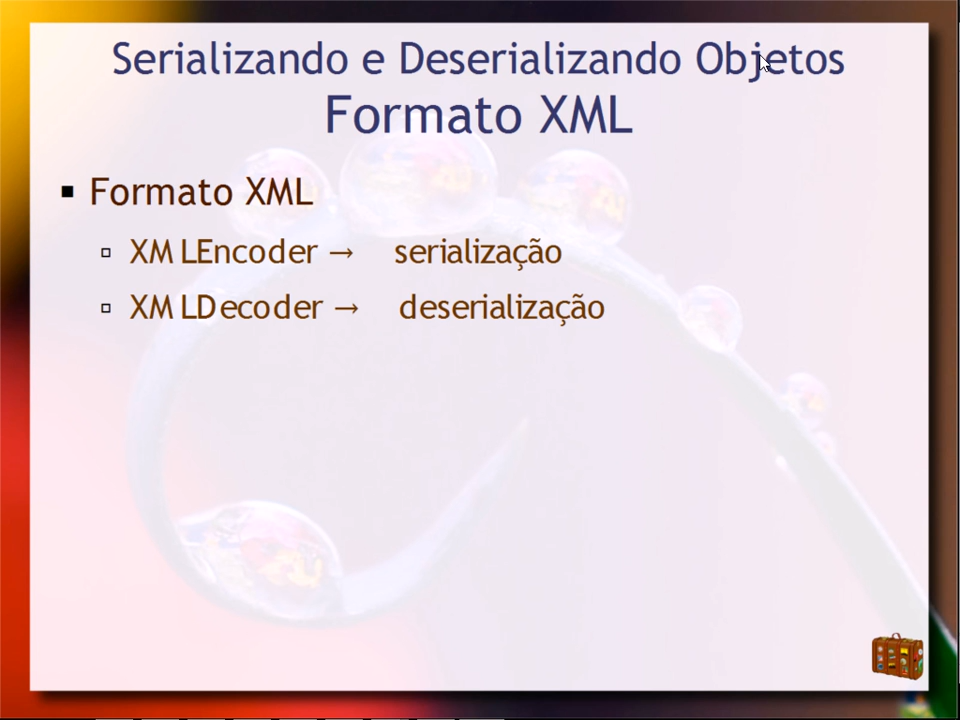 Serializando e Deserializando Objetos
Formato XML
▪ Formato XML
▫ XMLEncoder → serialização
▫ XMLDecoder → deserialização